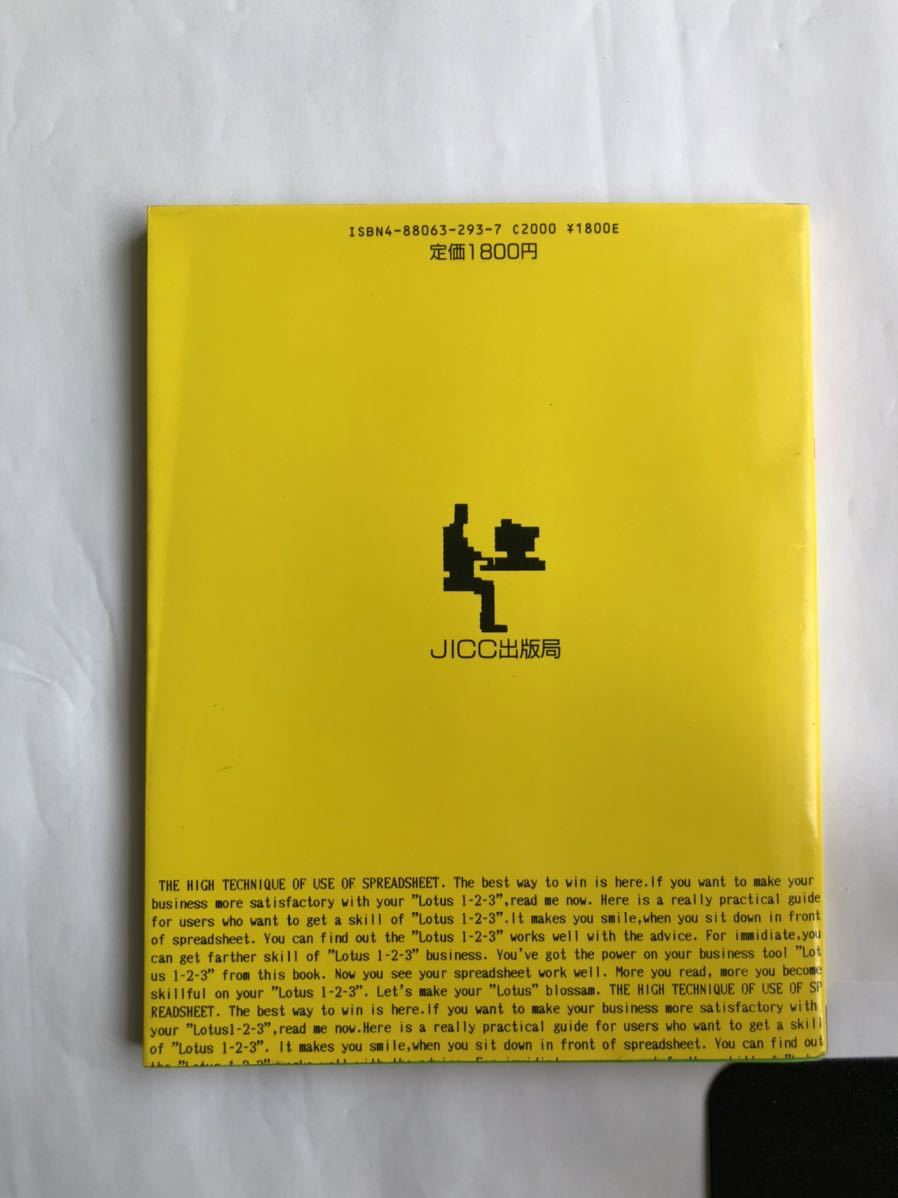 ISBN4-88063-293-7 C2000 ¥1800E
定価1800円
JICC出版局
THE HIGH TECHNIQUE OF USE OF SPREADSHEET. The best way to win is here.If you want to make your
business more satisfactory with your "Lotus 1-2-3",read me now. Here is a really practical guide
for users who want to get a skill of "Lotus 1-2-3".It makes you smile,when you sit down in front
of spreadsheet. You can find out the "Lotus 1-2-3" works well with the advice. For immidiate,you
can get farther skill of "Lotus 1-2-3" business. You've got the power on your business tool "Lot
us 1-2-3" from this book. Now you see your spreadsheet work well. More you read, more you become
skillful on your "Lotus 1-2-3". Let's make your "Lotus" blossam. THE HIGH TECHNIQUE OF USE OF SP
READSHEET. The best way to win is here.If you want to make your business more satisfactory with
your "Lotus1-2-3",read me now.Here is a really practical guide for users who want to get a skill
of "Lotus 1-2-3". It makes you smile,when you sit down in front of spreadsheet. You can find out